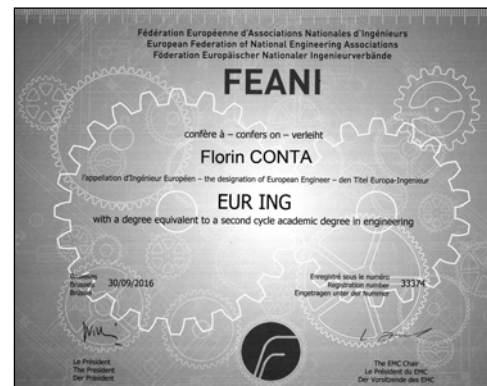 Fédération Européenne d'Associations Nationales d'Ingénieurs
European Federation of National Engineering Associations
Föderation Europäischer Nationaler Ingenieurverbände
FEANI
confère à – confers on – verleiht
Florin CONTA
l'appellation d'Ingénieur Européen – the designation of European Engineer – den Titel Europa-Ingenieur
EUR ING
with a degree equivalent to a second cycle academic degree in engineering
Bruxelles
Brussels 30/09/2016
Brüssel
Enregistré sous le numéro
Registration number 33374
Eingetragen unter der Nummer
Le Président
The President
Der Präsident
The EMC Chair
Le Président du EMC
Der Vorsitzende des EMC